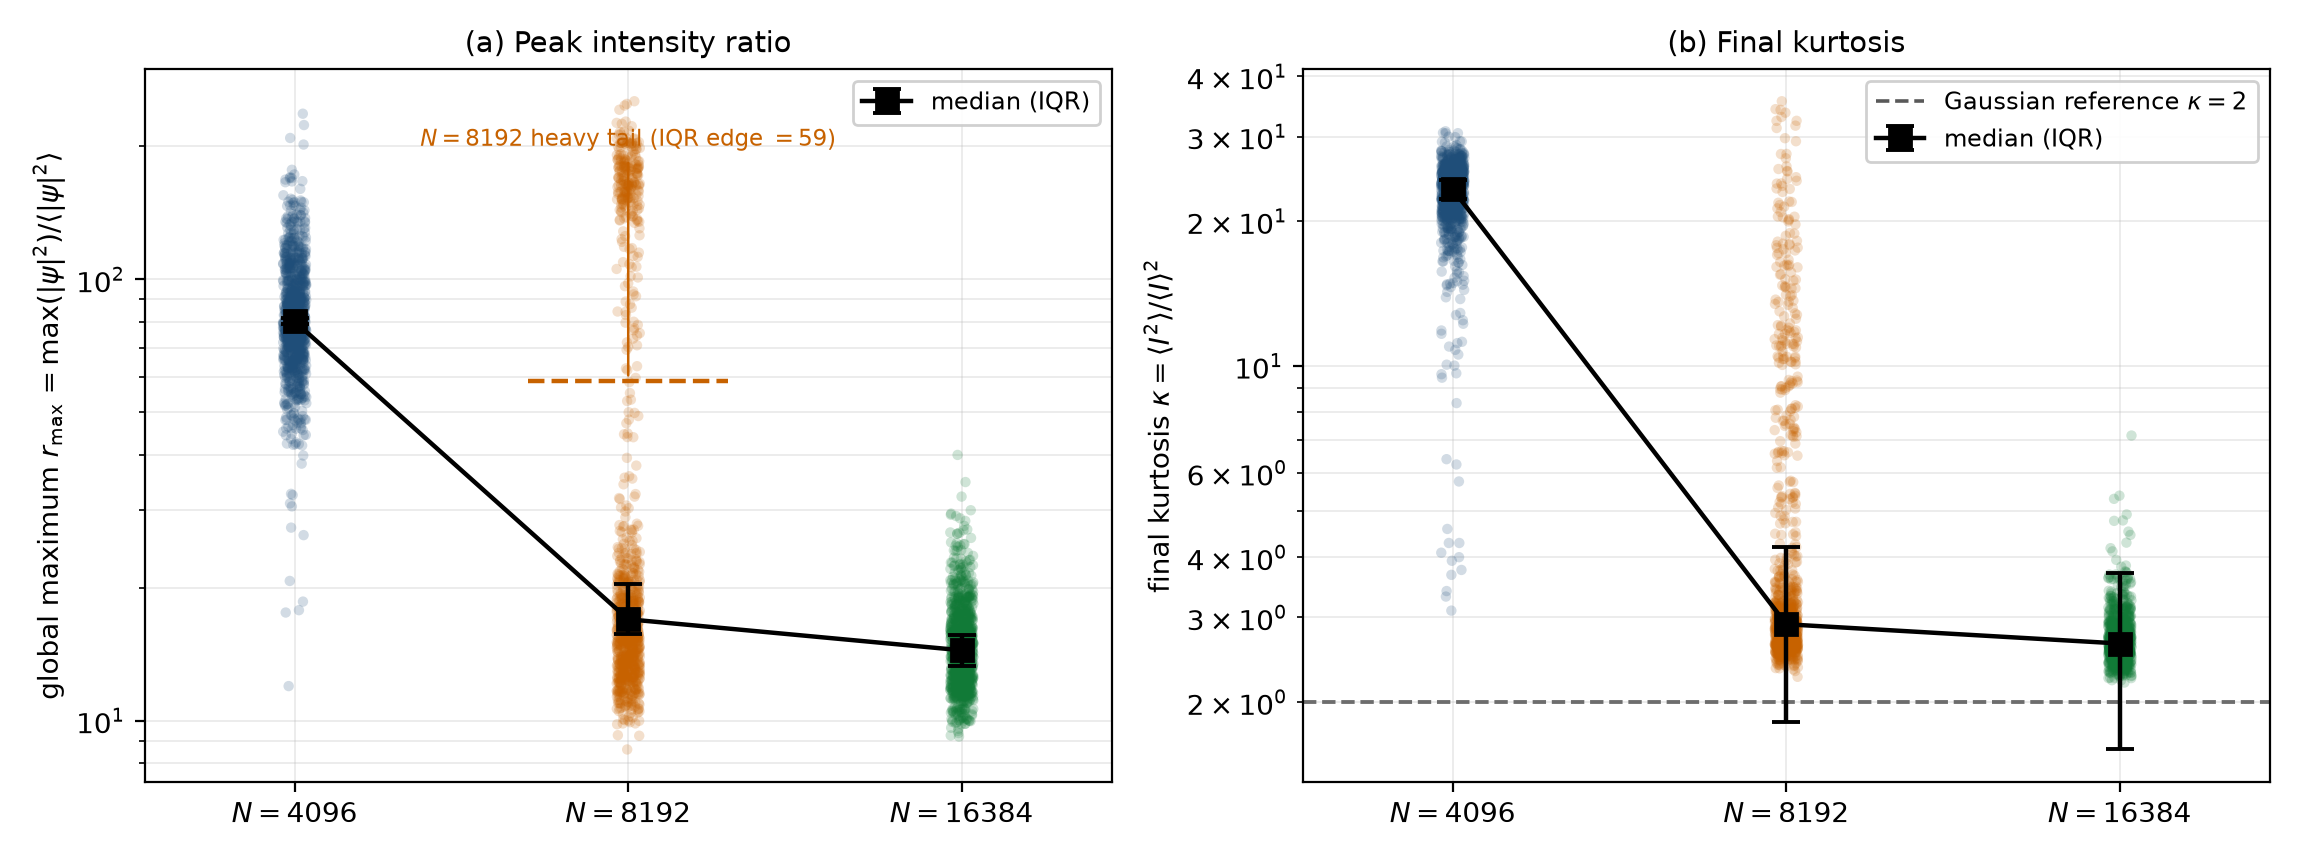 (a) Peak intensity ratio
global maximum r_max = max(|ψ|²)/⟨|ψ|²⟩
10²
10¹
median (IQR)
N = 8192 heavy tail (IQR edge = 59)
N = 4096
N = 8192
N = 16384
(b) Final kurtosis
final kurtosis κ = ⟨I²⟩/⟨I⟩²
4 × 10¹
3 × 10¹
2 × 10¹
10¹
6 × 10⁰
4 × 10⁰
3 × 10⁰
2 × 10⁰
Gaussian reference κ = 2
median (IQR)
N = 4096
N = 8192
N = 16384